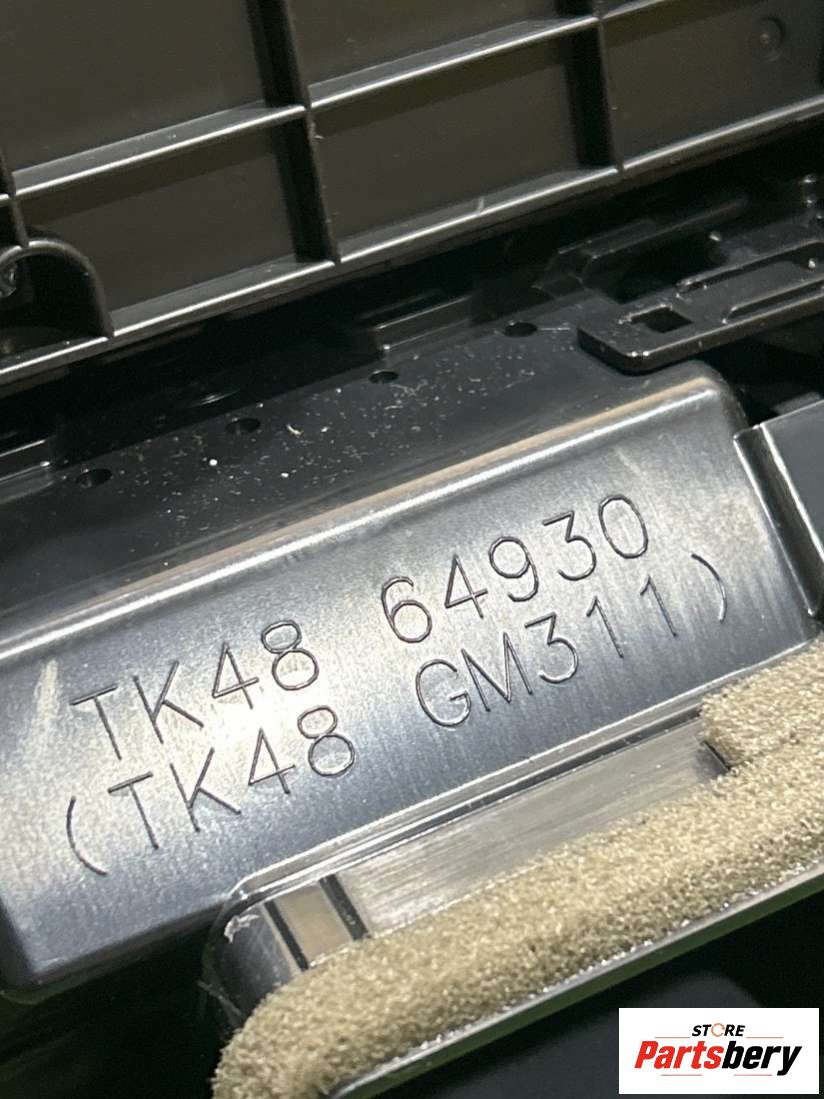 TK48 64930
(TK48 GM311)
STORE
Partsbery